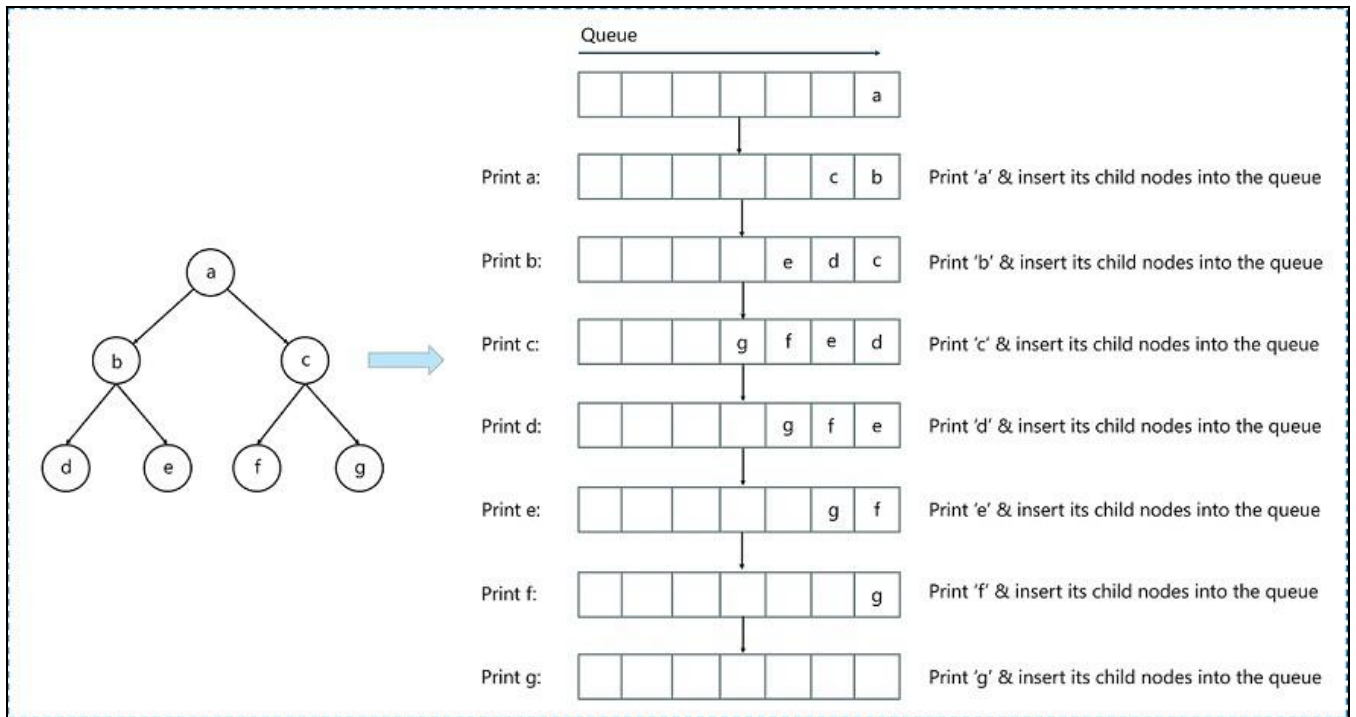 Queue
a
Print a: c b Print ‘a’ & insert its child nodes into the queue
Print b: e d c Print ‘b’ & insert its child nodes into the queue
Print c: g f e d Print ‘c’ & insert its child nodes into the queue
Print d: g f e Print ‘d’ & insert its child nodes into the queue
Print e: g f Print ‘e’ & insert its child nodes into the queue
Print f: g Print ‘f’ & insert its child nodes into the queue
Print g: Print ‘g’ & insert its child nodes into the queue
a
b c
d e f g